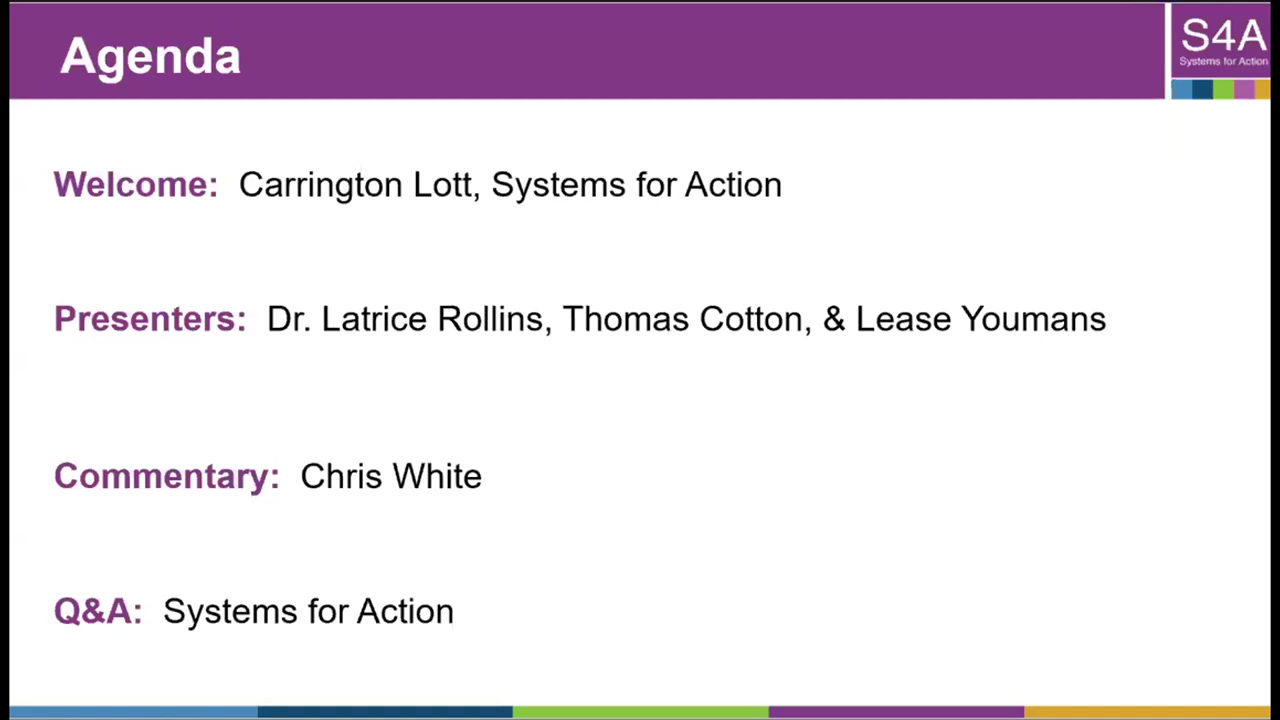 Agenda
S4A
Systems for Action
Welcome: Carrington Lott, Systems for Action
Presenters: Dr. Latrice Rollins, Thomas Cotton, & Lease Youmans
Commentary: Chris White
Q&A: Systems for Action